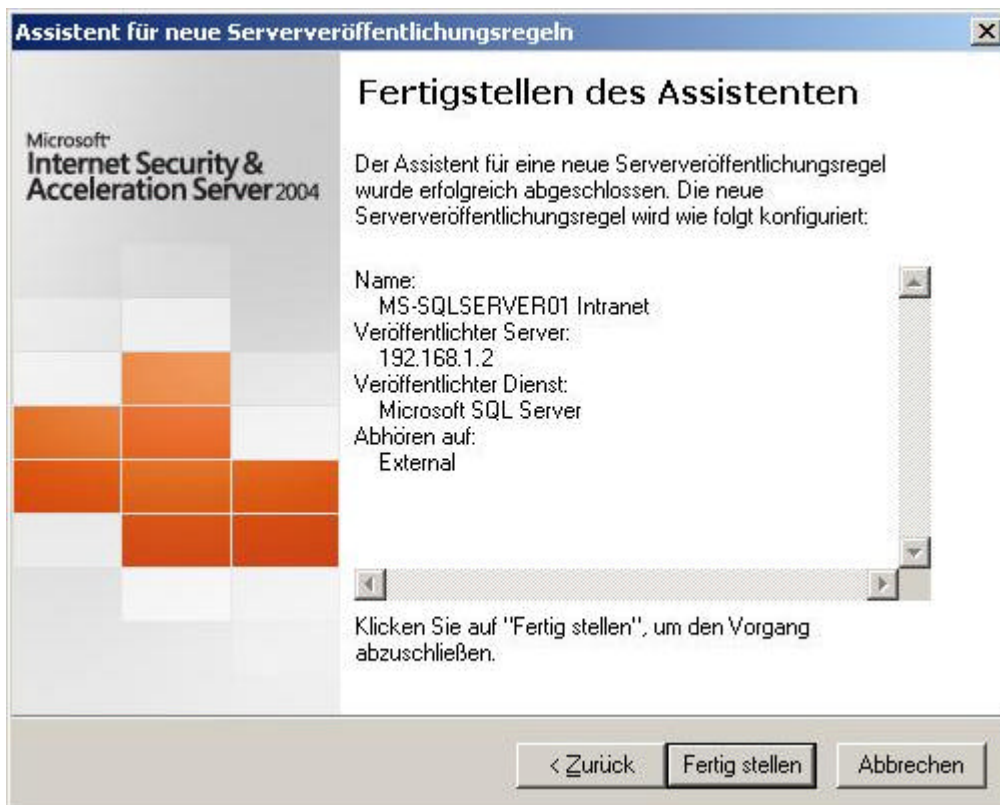 Assistent für neue Serververöffentlichungsregeln
Microsoft
Internet Security &
Acceleration Server 2004
Fertigstellen des Assistenten
Der Assistent für eine neue Serververöffentlichungsregel
wurde erfolgreich abgeschlossen. Die neue
Serververöffentlichungsregel wird wie folgt konfiguriert:
Name:
MS-SQLSERVER01 Intranet
Veröffentlichter Server:
192.168.1.2
Veröffentlichter Dienst:
Microsoft SQL Server
Abhören auf:
External
Klicken Sie auf "Fertig stellen", um den Vorgang
abzuschließen.
< Zurück
Fertig stellen
Abbrechen